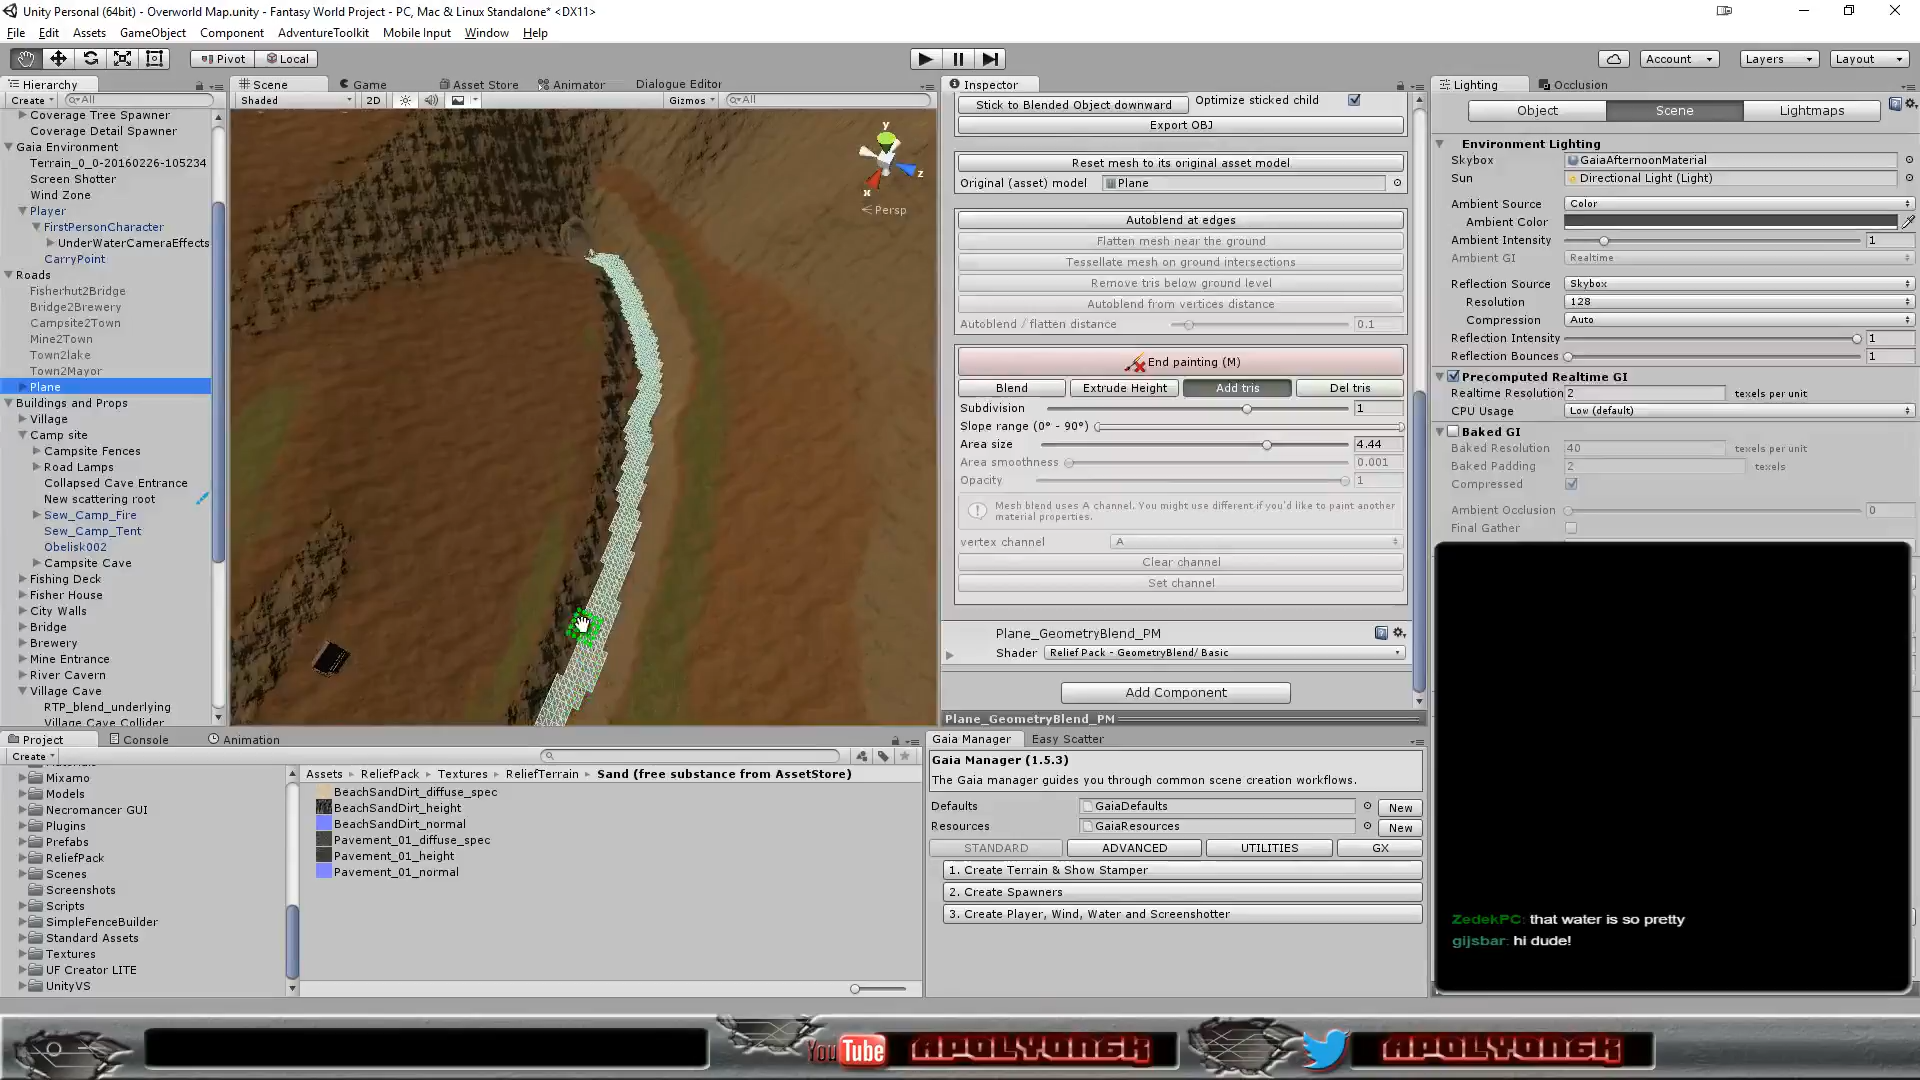 Unity Personal (64bit) - Overworld Map.unity - Fantasy World Project - PC, Mac & Linux Standalone* <DX11>
File Edit Assets GameObject Component AdventureToolkit Mobile Input Window Help
Pivot Local Account Layers Layout
Hierarchy
Create All
Coverage Tree Spawner
Coverage Detail Spawner
Gaia Environment
Terrain_0_0-20160226-105234
Screen Shotter
Wind Zone
Player
FirstPersonCharacter
UnderWaterCameraEffects
CarryPoint
Roads
Fisherhut2Bridge
Bridge2Brewery
Campsite2Town
Mine2Town
Town2lake
Town2Mayor
Plane
Buildings and Props
Village
Camp site
Campsite Fences
Road Lamps
Collapsed Cave Entrance
New scattering root
Sew_Camp_Fire
Sew_Camp_Tent
Obelisk002
Campsite Cave
Fishing Deck
Fisher House
City Walls
Bridge
Brewery
Mine Entrance
River Cavern
Village Cave
RTP_blend_underlying
Village Cave Collider
Scene Game Asset Store Animator Dialogue Editor
Shaded 2D Gizmos All
y
z
x
Persp
Inspector
Stick to Blended Object downward Optimize sticked child
Export OBJ
Reset mesh to its original asset model
Original (asset) model Plane
Autoblend at edges
Flatten mesh near the ground
Tessellate mesh on ground intersections
Remove tris below ground level
Autoblend from vertices distance
Autoblend / flatten distance 0.1
End painting (M)
Blend Extrude Height Add tris Del tris
Subdivision 1
Slope range (0° - 90°)
Area size 4.44
Area smoothness 0.001
Opacity 1
Mesh blend uses A channel. You might use different if you'd like to paint another
material properties.
vertex channel A
Clear channel
Set channel
Plane_GeometryBlend_PM
Shader Relief Pack - GeometryBlend/ Basic
Add Component
Plane_GeometryBlend_PM
Lighting Occlusion
Object Scene Lightmaps
Environment Lighting
Skybox GaiaAfternoonMaterial
Sun Directional Light (Light)
Ambient Source Color
Ambient Color
Ambient Intensity 1
Ambient GI Realtime
Reflection Source Skybox
Resolution 128
Compression Auto
Reflection Intensity 1
Reflection Bounces 1
Precomputed Realtime GI
Realtime Resolution 2 texels per unit
CPU Usage Low (default)
Baked GI
Baked Resolution 40 texels per unit
Baked Padding 2 texels
Compressed
Ambient Occlusion 0
Final Gather
ZedekPC: that water is so pretty
gijsbar: hi dude!
Project Console Animation
Create
Mixamo
Models
Necromancer GUI
Plugins
Prefabs
ReliefPack
Scenes
Screenshots
Scripts
SimpleFenceBuilder
Standard Assets
Textures
UF Creator LITE
UnityVS
Assets ReliefPack Textures ReliefTerrain Sand (free substance from AssetStore)
BeachSandDirt_diffuse_spec
BeachSandDirt_height
BeachSandDirt_normal
Pavement_01_diffuse_spec
Pavement_01_height
Pavement_01_normal
Gaia Manager Easy Scatter
Gaia Manager (1.5.3)
The Gaia manager guides you through common scene creation workflows.
Defaults GaiaDefaults New
Resources GaiaResources New
STANDARD ADVANCED UTILITIES GX
1. Create Terrain & Show Stamper
2. Create Spawners
3. Create Player, Wind, Water and Screenshotter
YouTube APOLYONGK APOLYONGK